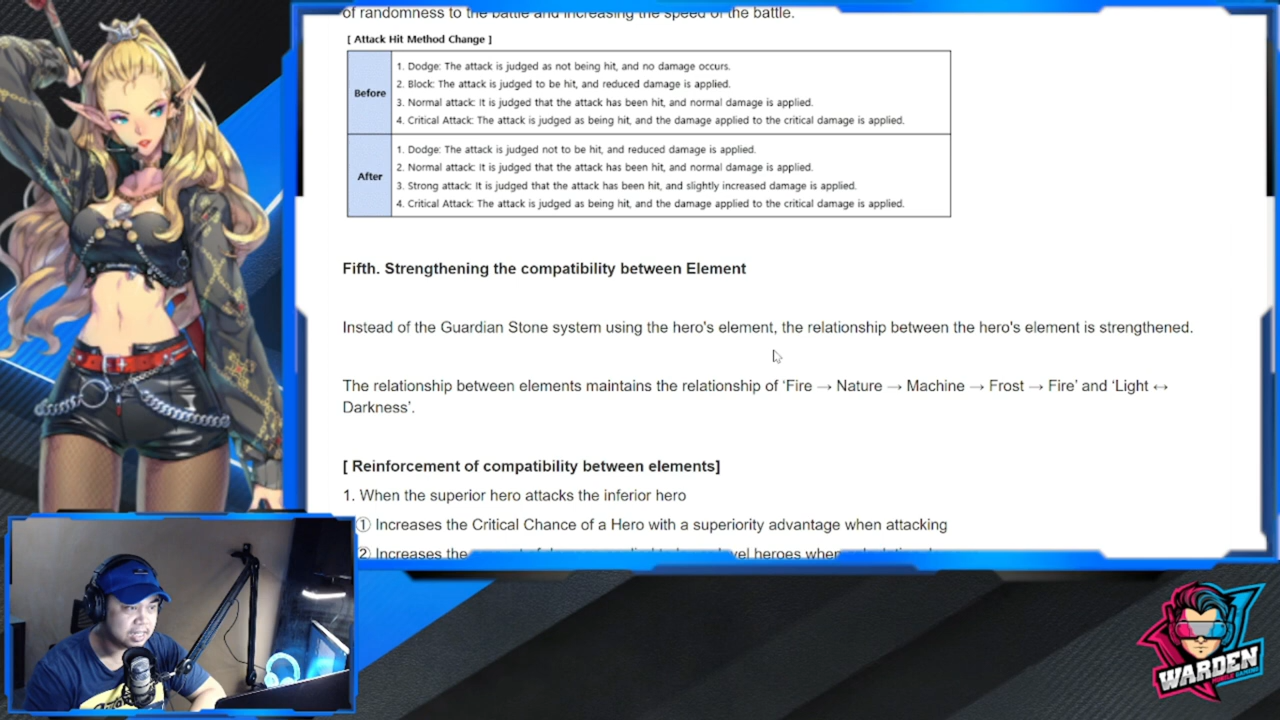 of randomness to the battle and increasing the speed of the battle.
[ Attack Hit Method Change ]
Before
1. Dodge: The attack is judged as not being hit, and no damage occurs.
2. Block: The attack is judged to be hit, and reduced damage is applied.
3. Normal attack: It is judged that the attack has been hit, and normal damage is applied.
4. Critical Attack: The attack is judged as being hit, and the damage applied to the critical damage is applied.
After
1. Dodge: The attack is judged not to be hit, and reduced damage is applied.
2. Normal attack: It is judged that the attack has been hit, and normal damage is applied.
3. Strong attack: It is judged that the attack has been hit, and slightly increased damage is applied.
4. Critical Attack: The attack is judged as being hit, and the damage applied to the critical damage is applied.
Fifth. Strengthening the compatibility between Element
Instead of the Guardian Stone system using the hero's element, the relationship between the hero's element is strengthened.
The relationship between elements maintains the relationship of ‘Fire → Nature → Machine → Frost → Fire’ and ‘Light ↔
Darkness’.
[ Reinforcement of compatibility between elements]
1. When the superior hero attacks the inferior hero
① Increases the Critical Chance of a Hero with a superiority advantage when attacking
② Increases the
WARDEN
MOBILE GAMING